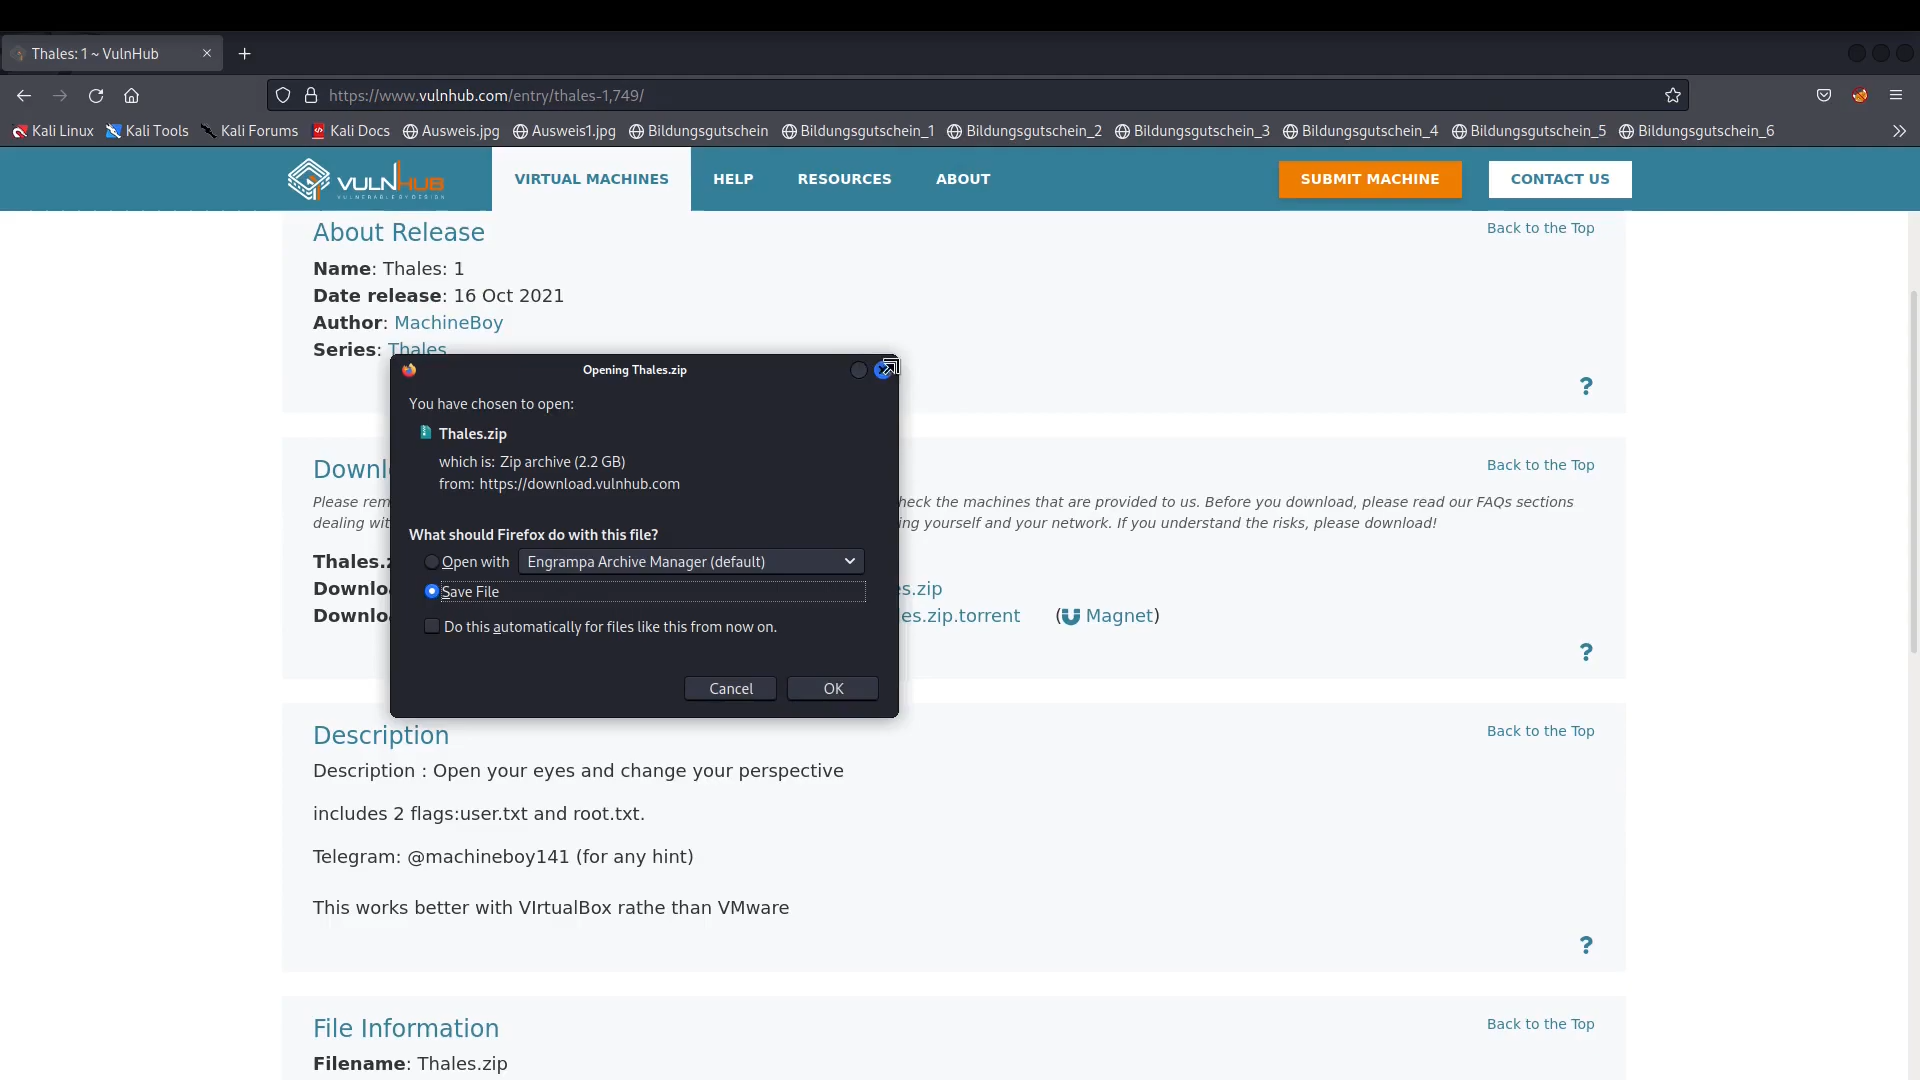 Thales: 1 ~ VulnHub
https://www.vulnhub.com/entry/thales-1,749/
Kali Linux Kali Tools Kali Forums Kali Docs Ausweis.jpg Ausweis1.jpg Bildungsgutschein Bildungsgutschein_1 Bildungsgutschein_2 Bildungsgutschein_3 Bildungsgutschein_4 Bildungsgutschein_5 Bildungsgutschein_6
VULNHUB
VULNERABLE BY DESIGN
VIRTUAL MACHINES HELP RESOURCES ABOUT SUBMIT MACHINE CONTACT US
About Release Back to the Top
Name: Thales: 1
Date release: 16 Oct 2021
Author: MachineBoy
Series: Thales
?
Opening Thales.zip
You have chosen to open:
Thales.zip
which is: Zip archive (2.2 GB)
from: https://download.vulnhub.com
What should Firefox do with this file?
Open with Engrampa Archive Manager (default)
Save File
Do this automatically for files like this from now on.
Cancel OK
Downl Back to the Top
Please rem heck the machines that are provided to us. Before you download, please read our FAQs sections
dealing wit ing yourself and your network. If you understand the risks, please download!
Thales.z
Downloa es.zip
Downloa les.zip.torrent (Magnet)
?
Description Back to the Top
Description : Open your eyes and change your perspective
includes 2 flags:user.txt and root.txt.
Telegram: @machineboy141 (for any hint)
This works better with VIrtualBox rathe than VMware
?
File Information Back to the Top
Filename: Thales.zip